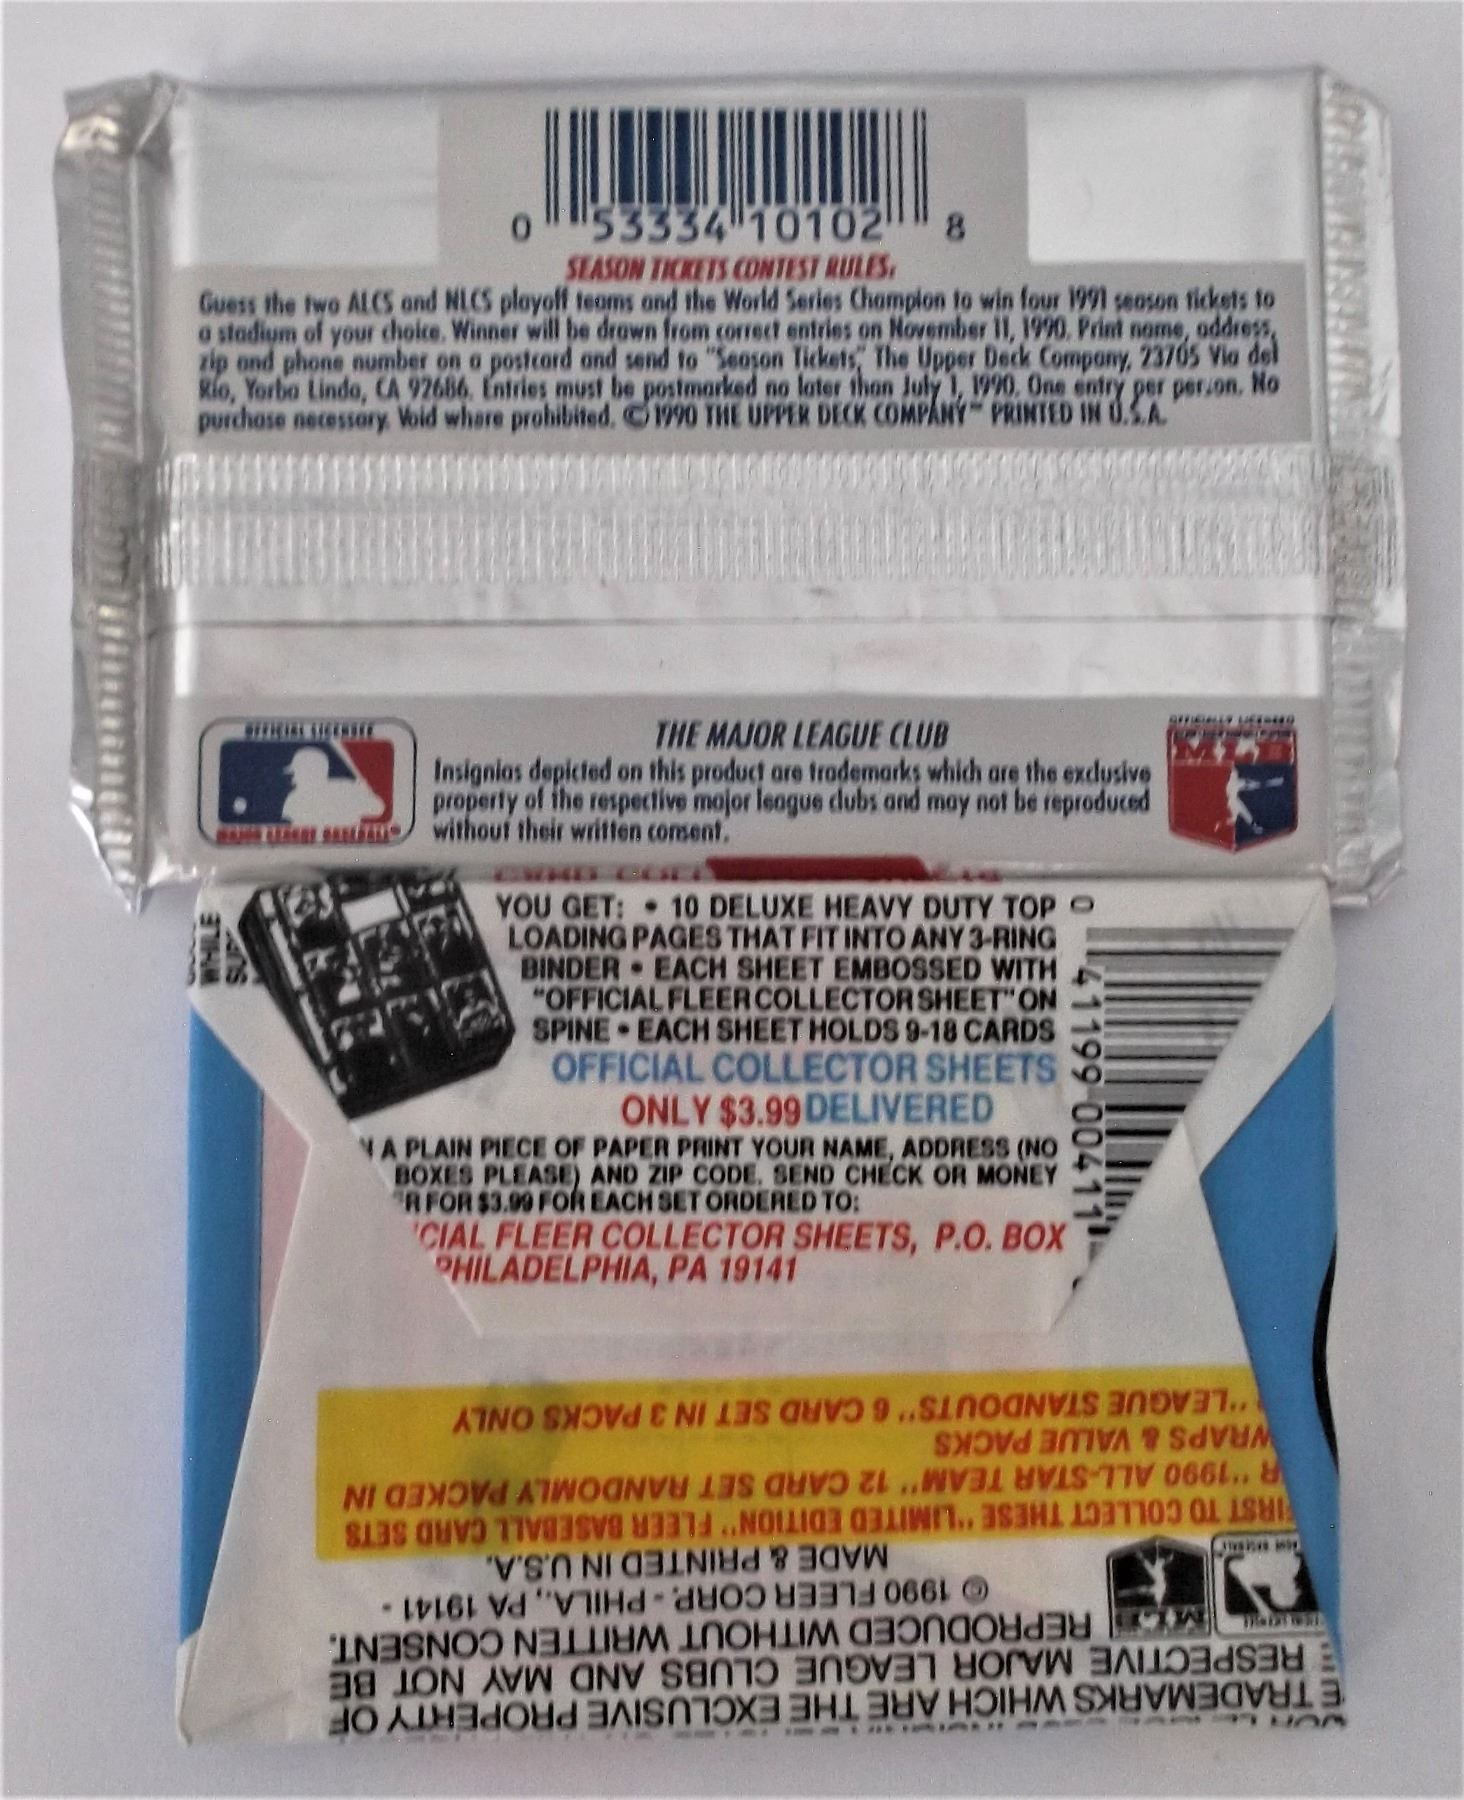 0 53334 10102 8
SEASON TICKETS CONTEST RULES:
Guess the two ALCS and NLCS playoff teams and the World Series Champion to win four 1991 season tickets to
a stadium of your choice. Winner will be drawn from correct entries on November 11, 1990. Print name, address,
zip and phone number on a postcard and send to "Season Tickets," The Upper Deck Company, 23705 Via del
Rio, Yorba Linda, CA 92686. Entries must be postmarked no later than July 1, 1990. One entry per person. No
purchase necessary. Void where prohibited. © 1990 THE UPPER DECK COMPANY™ PRINTED IN U.S.A.
OFFICIAL LICENSEE
MAJOR LEAGUE BASEBALL®
THE MAJOR LEAGUE CLUB
Insignias depicted on this product are trademarks which are the exclusive
property of the respective major league clubs and may not be reproduced
without their written consent.
OFFICIALLY LICENSED
MLB
WHILE
YOU GET: • 10 DELUXE HEAVY DUTY TOP
LOADING PAGES THAT FIT INTO ANY 3-RING
BINDER • EACH SHEET EMBOSSED WITH
"OFFICIAL FLEER COLLECTOR SHEET" ON
SPINE • EACH SHEET HOLDS 9-18 CARDS
OFFICIAL COLLECTOR SHEETS
ONLY $3.99 DELIVERED
A PLAIN PIECE OF PAPER PRINT YOUR NAME, ADDRESS (NO
BOXES PLEASE) AND ZIP CODE. SEND CHECK OR MONEY
R FOR $3.99 FOR EACH SET ORDERED TO:
CIAL FLEER COLLECTOR SHEETS, P.O. BOX
PHILADELPHIA, PA 19141
0 41199 00411
E TRADEMARKS WHICH ARE THE EXCLUSIVE PROPERTY OF
RESPECTIVE MAJOR LEAGUE CLUBS AND MAY NOT BE
REPRODUCED WITHOUT WRITTEN CONSENT.
© 1990 FLEER CORP. - PHILA., PA 19141 -
MADE & PRINTED IN U.S.A.
MLB
FIRST TO COLLECT THESE "LIMITED EDITION" FLEER BASEBALL CARD SETS
R "1990 ALL-STAR TEAM" 12 CARD SET RANDOMLY PACKED IN
WRAPS & VALUE PACKS
"LEAGUE STANDOUTS" 6 CARD SET IN 3 PACKS ONLY